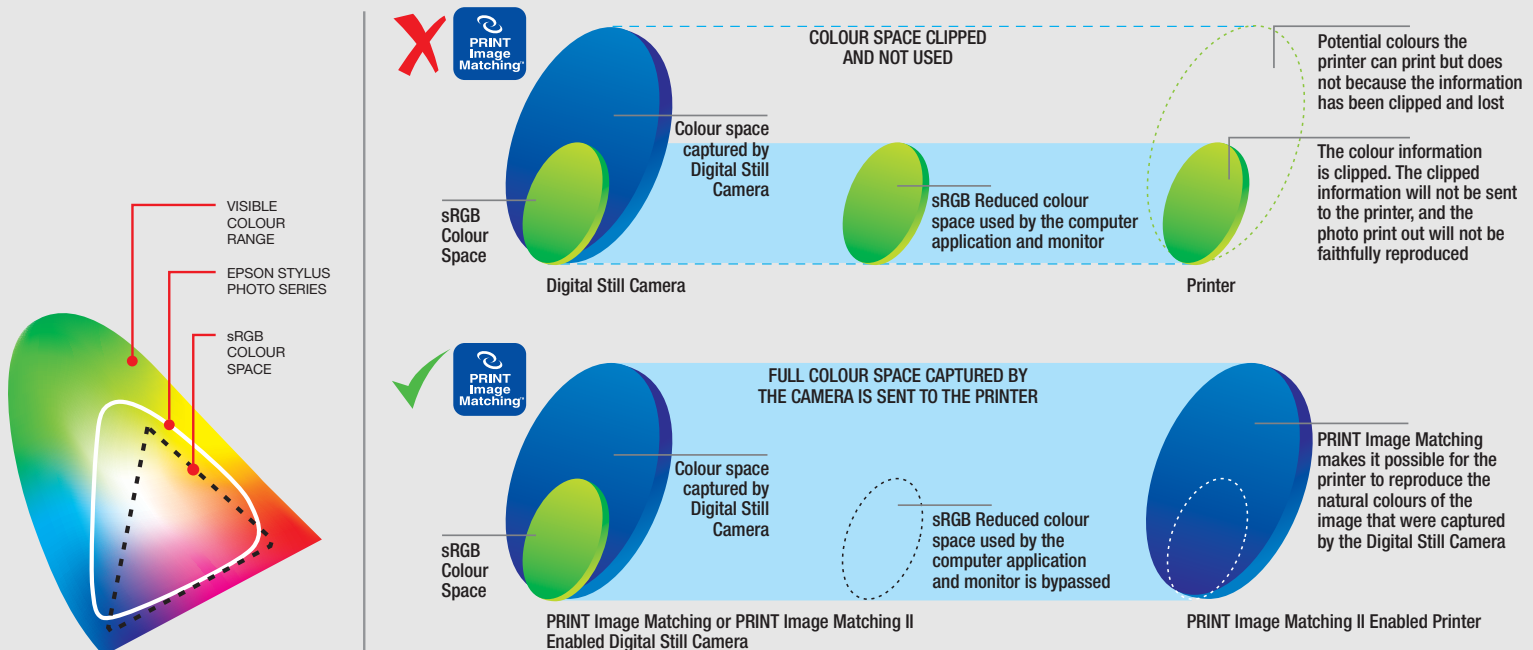 VISIBLE
COLOUR
RANGE
EPSON STYLUS
PHOTO SERIES
sRGB
COLOUR
SPACE
PRINT
Image
Matching™
COLOUR SPACE CLIPPED
AND NOT USED
Colour space
captured by
Digital Still
Camera
sRGB
Colour
Space
sRGB Reduced colour
space used by the computer
application and monitor
Potential colours the
printer can print but does
not because the information
has been clipped and lost
The colour information
is clipped. The clipped
information will not be sent
to the printer, and the
photo print out will not be
faithfully reproduced
Digital Still Camera
Printer
PRINT
Image
Matching™
FULL COLOUR SPACE CAPTURED BY
THE CAMERA IS SENT TO THE PRINTER
Colour space
captured by
Digital Still
Camera
sRGB
Colour
Space
sRGB Reduced colour
space used by the
computer application
and monitor is bypassed
PRINT Image Matching
makes it possible for the
printer to reproduce the
natural colours of the
image that were captured
by the Digital Still Camera
PRINT Image Matching or PRINT Image Matching II
Enabled Digital Still Camera
PRINT Image Matching II Enabled Printer